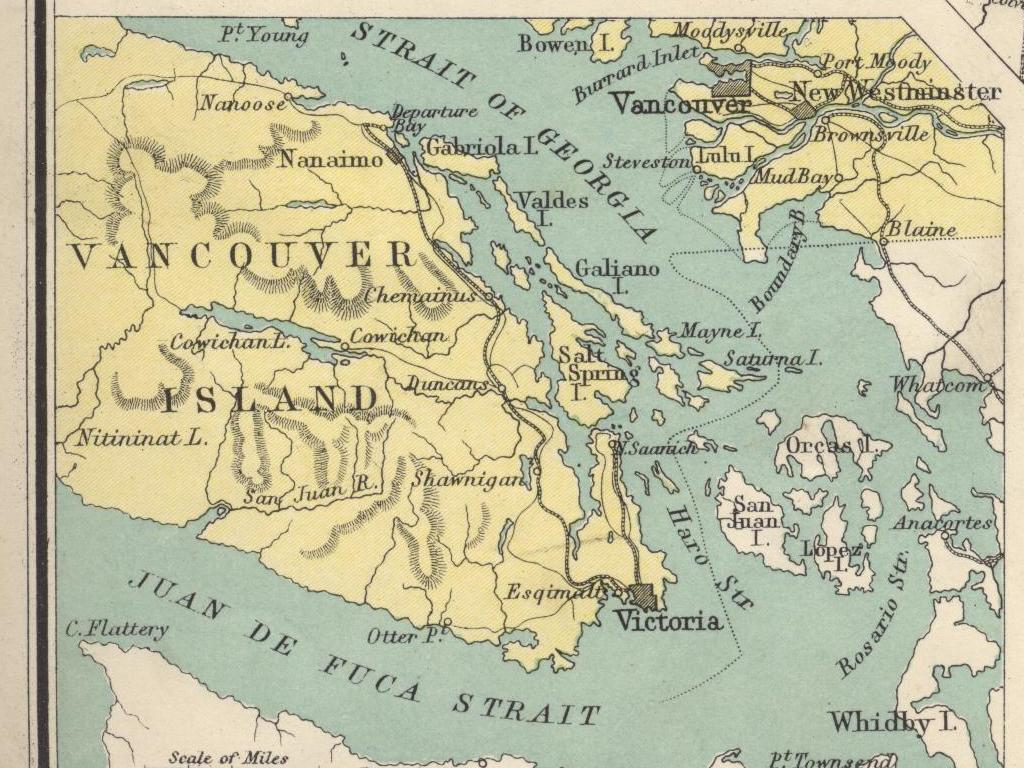 Pt. Young
STRAIT OF GEORGIA
Bowen I.
Moodysville
Burrard Inlet
Port Moody
Vancouver
New Westminster
Nanoose
Departure
Bay
Brownsville
Nanaimo
Gabriola I.
Steveston
Lulu I.
Mud Bay
Valdes
I.
Boundary B
Blaine
VANCOUVER
Galiano
I.
Chemainus
Cowichan L.
Cowichan
Mayne I.
Saturna I.
Salt
Spring
I.
Duncans
Whatcom
ISLAND
Nitininat L.
N. Saanich
Orcas I.
San Juan R.
Shawnigan
San
Juan
I.
Haro Str
Lopez
I.
Anacortes
Rosario Str.
Esqimalt
Victoria
JUAN DE FUCA STRAIT
C. Flattery
Otter Pt.
Whidby I.
Scale of Miles
Pt. Townsend